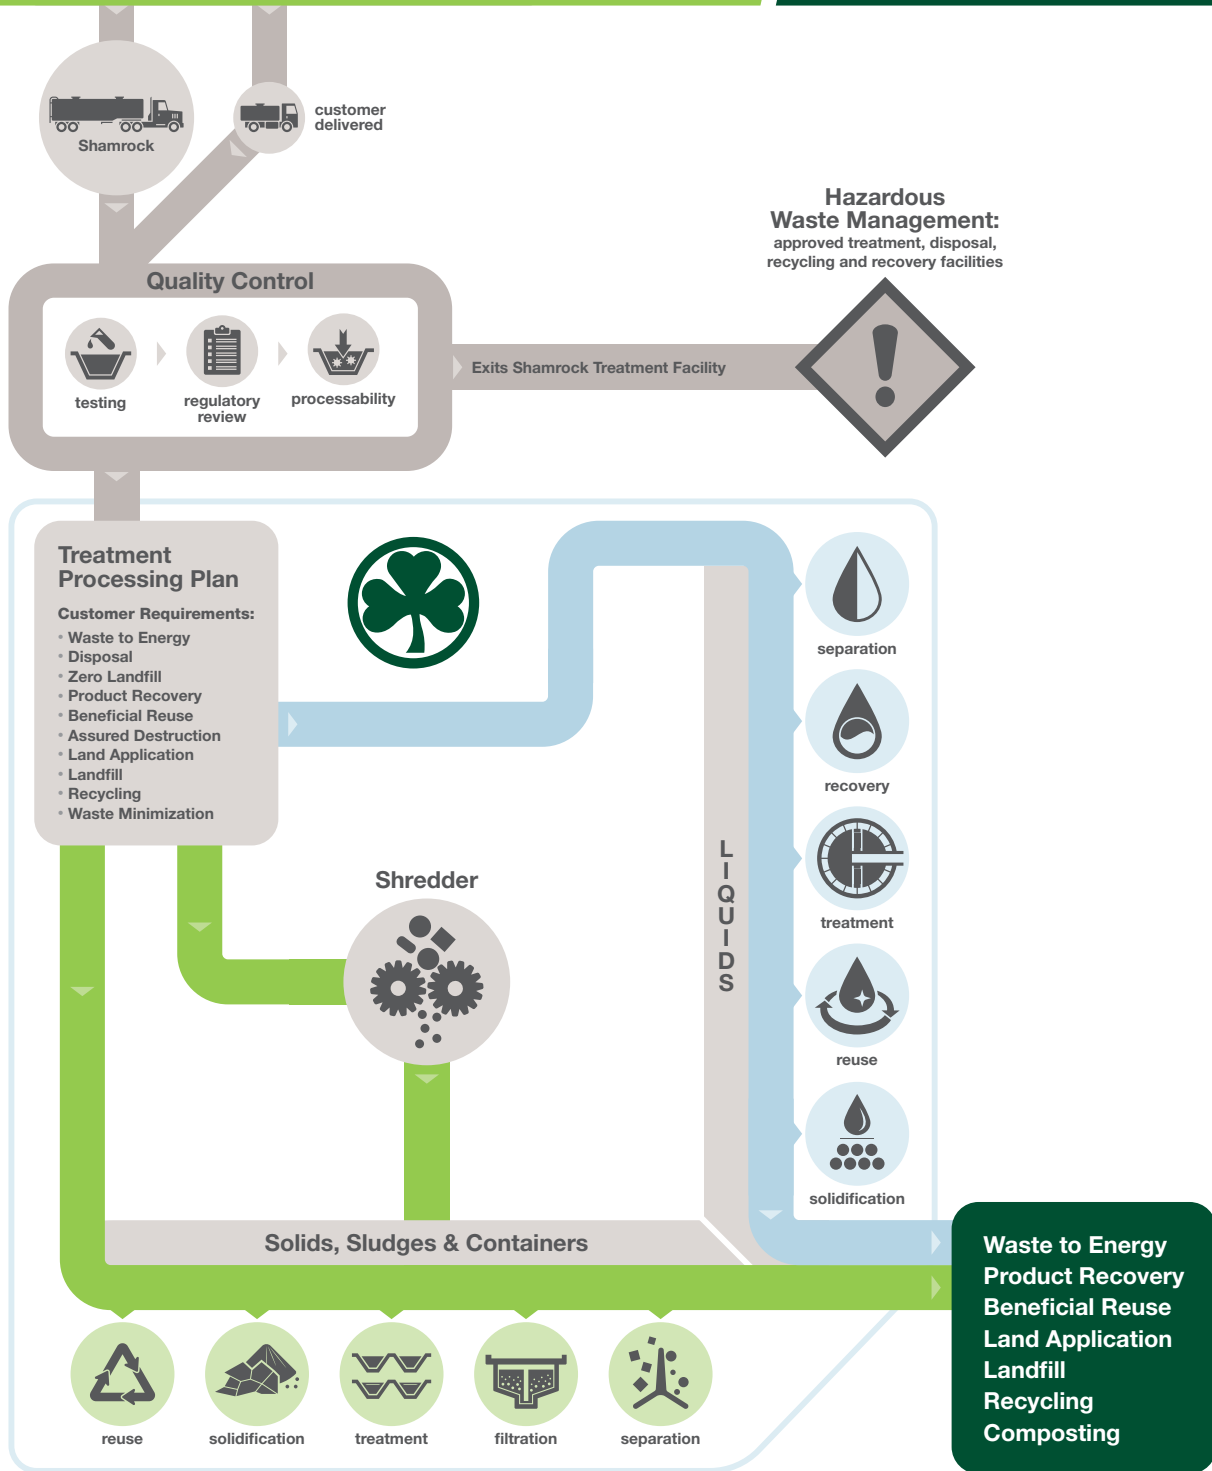 Shamrock
customer
delivered
Hazardous
Waste Management:
approved treatment, disposal,
recycling and recovery facilities
Quality Control
testing
regulatory
review
processability
Exits Shamrock Treatment Facility
Treatment
Processing Plan
Customer Requirements:
• Waste to Energy
• Disposal
• Zero Landfill
• Product Recovery
• Beneficial Reuse
• Assured Destruction
• Land Application
• Landfill
• Recycling
• Waste Minimization
separation
recovery
treatment
reuse
solidification
LIQUIDS
Shredder
Solids, Sludges & Containers
reuse
solidification
treatment
filtration
separation
Waste to Energy
Product Recovery
Beneficial Reuse
Land Application
Landfill
Recycling
Composting